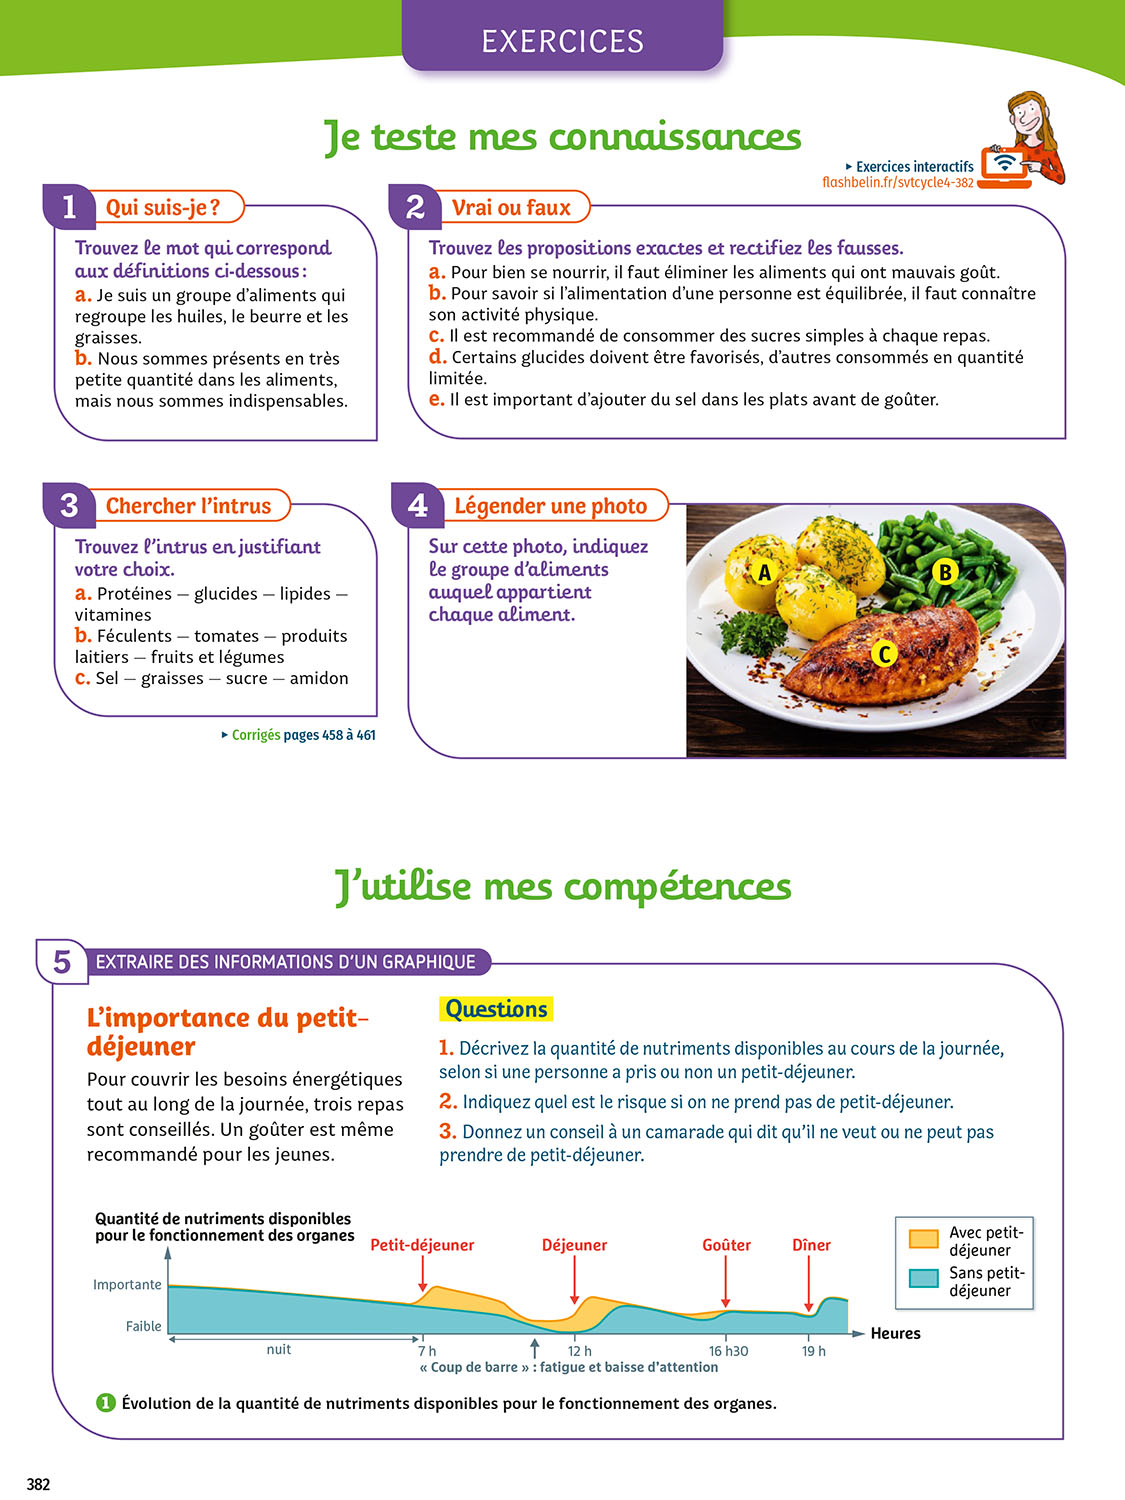 EXERCICES
Je teste mes connaissances
▸ Exercices interactifs
flashbelin.fr/svtcycle4-382
1 Qui suis-je ?
Trouvez le mot qui correspond
aux définitions ci-dessous :
a. Je suis un groupe d’aliments qui
regroupe les huiles, le beurre et les
graisses.
b. Nous sommes présents en très
petite quantité dans les aliments,
mais nous sommes indispensables.
2 Vrai ou faux
Trouvez les propositions exactes et rectifiez les fausses.
a. Pour bien se nourrir, il faut éliminer les aliments qui ont mauvais goût.
b. Pour savoir si l’alimentation d’une personne est équilibrée, il faut connaître
son activité physique.
c. Il est recommandé de consommer des sucres simples à chaque repas.
d. Certains glucides doivent être favorisés, d’autres consommés en quantité
limitée.
e. Il est important d’ajouter du sel dans les plats avant de goûter.
3 Chercher l’intrus
Trouvez l’intrus en justifiant
votre choix.
a. Protéines – glucides – lipides –
vitamines
b. Féculents – tomates – produits
laitiers – fruits et légumes
c. Sel – graisses – sucre – amidon
▸ Corrigés pages 458 à 461
4 Légender une photo
Sur cette photo, indiquez
le groupe d’aliments
auquel appartient
chaque aliment.
A
B
C
J’utilise mes compétences
5 EXTRAIRE DES INFORMATIONS D’UN GRAPHIQUE
L’importance du petit-
déjeuner
Pour couvrir les besoins énergétiques
tout au long de la journée, trois repas
sont conseillés. Un goûter est même
recommandé pour les jeunes.
Questions
1. Décrivez la quantité de nutriments disponibles au cours de la journée,
selon si une personne a pris ou non un petit-déjeuner.
2. Indiquez quel est le risque si on ne prend pas de petit-déjeuner.
3. Donnez un conseil à un camarade qui dit qu’il ne veut ou ne peut pas
prendre de petit-déjeuner.
Quantité de nutriments disponibles
pour le fonctionnement des organes
Petit-déjeuner
Déjeuner
Goûter
Dîner
Avec petit-
déjeuner
Sans petit-
déjeuner
Importante
Faible
Heures
nuit
7 h
12 h
16 h30
19 h
« Coup de barre » : fatigue et baisse d’attention
1 Évolution de la quantité de nutriments disponibles pour le fonctionnement des organes.
382